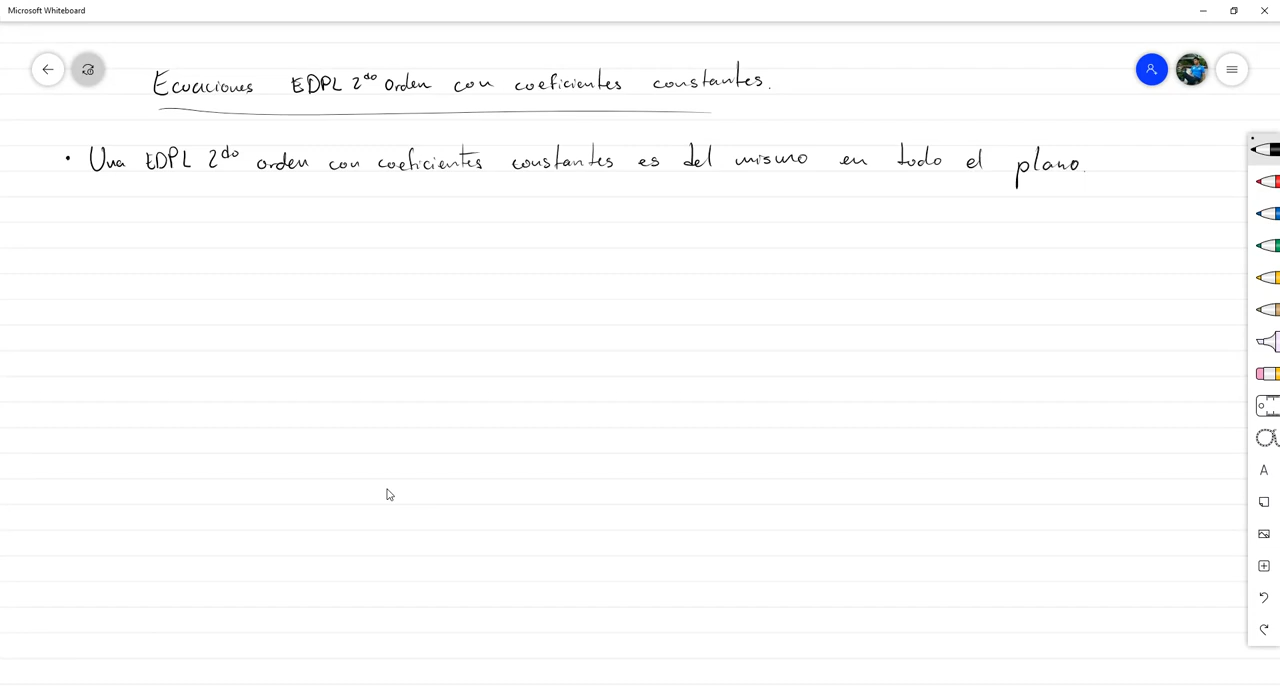 Microsoft Whiteboard
Ecuaciones EDPL 2do Orden con coeficientes constantes.
• Una EDPL 2do orden con coeficientes constantes es del mismo en todo el plano.
A